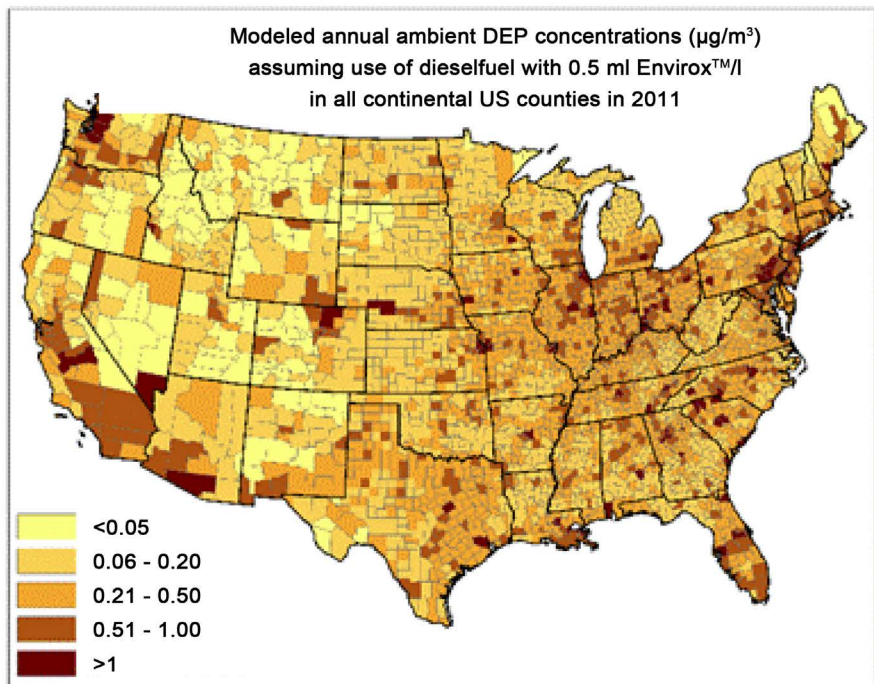 Modeled annual ambient DEP concentrations (µg/m³)
assuming use of dieselfuel with 0.5 ml Envirox™/l
in all continental US counties in 2011
<0.05
0.06 - 0.20
0.21 - 0.50
0.51 - 1.00
>1